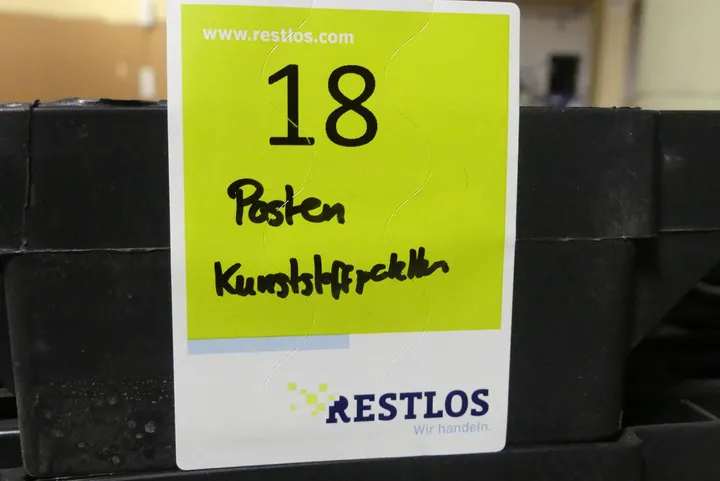 www.restlos.com
18
Posten
Kunststoffpaletten
RESTLOS
Wir handeln.